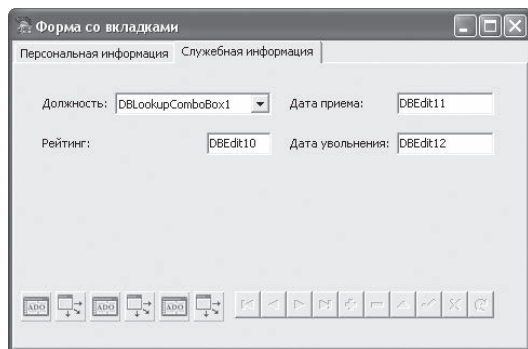 Форма со вкладками
Персональная информация Служебная информация
Должность: DBLookupComboBox1 Дата приема: DBEdit11
Рейтинг: DBEdit10 Дата увольнения: DBEdit12
ADO ADO ADO